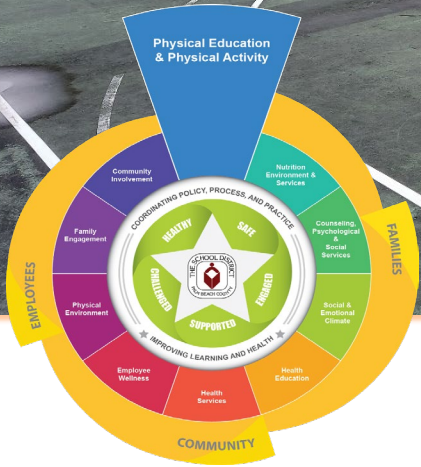 Physical Education
& Physical Activity
Nutrition
Environment &
Services
Counseling,
Psychological
&
Social
Services
Social &
Emotional
Climate
Health
Education
Health
Services
Employee
Wellness
Physical
Environment
Family
Engagement
Community
Involvement
COORDINATING POLICY, PROCESS, AND PRACTICE
IMPROVING LEARNING AND HEALTH
HEALTHY
SAFE
ENGAGED
SUPPORTED
CHALLENGED
THE SCHOOL DISTRICT
PALM BEACH COUNTY
EMPLOYEES
FAMILIES
COMMUNITY